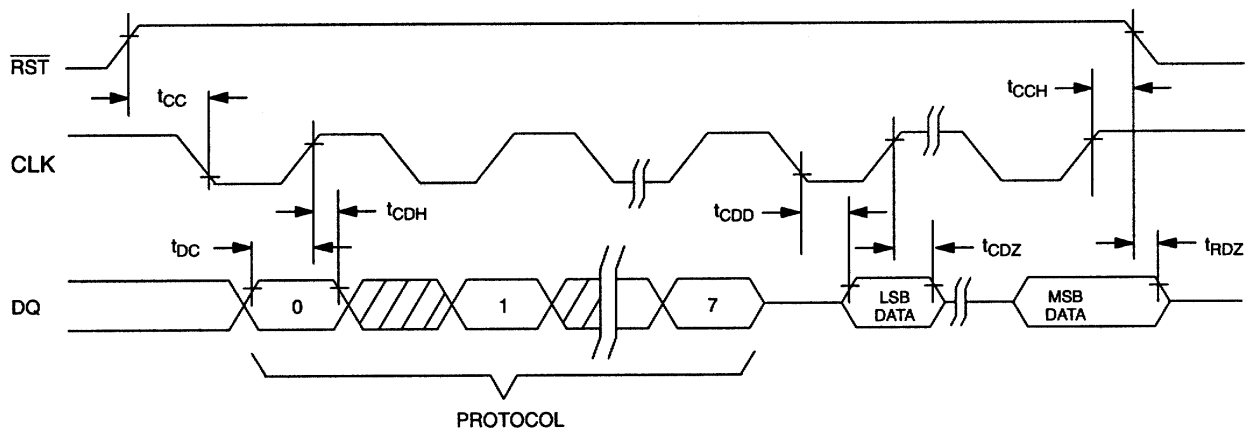 RST
tCC
tCCH
CLK
tCDH
tCDD
tDC
tCDZ
tRDZ
DQ
0
1
7
LSB
DATA
MSB
DATA
PROTOCOL